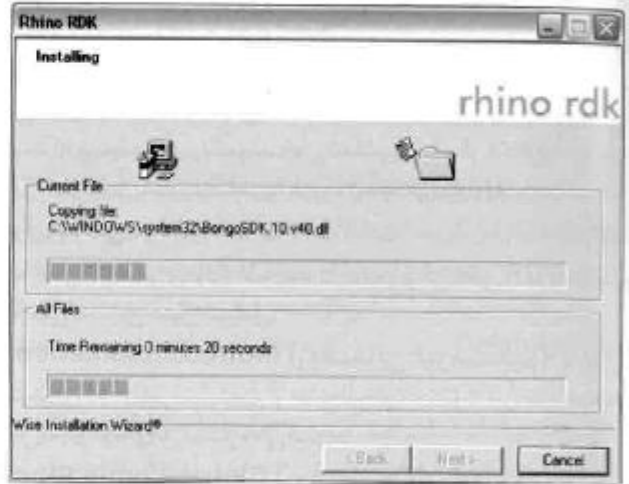 Rhino RDK
Installing
rhino rdk
Current File
Copying file:
C:\WINDOWS\system32\BongoSDK.10.v40.dll
All Files
Time Remaining 0 minutes 20 seconds
Wise Installation Wizard®
< Back
Next >
Cancel